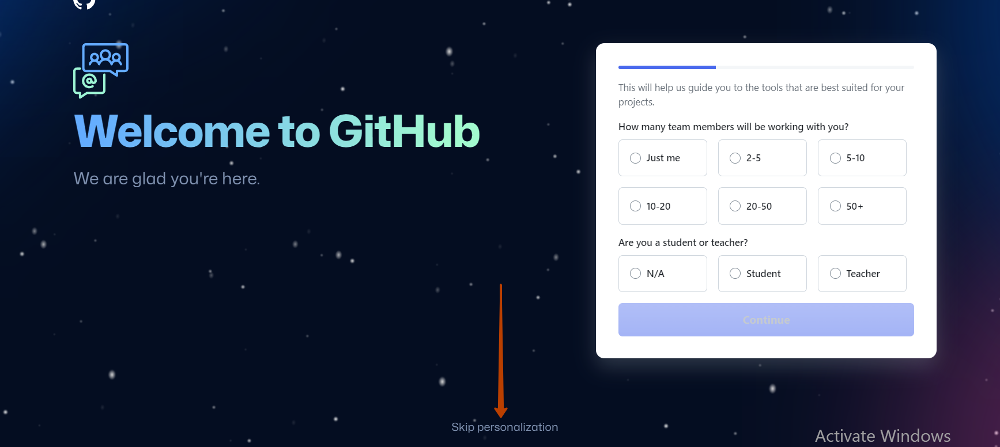 Welcome to GitHub
We are glad you're here.
This will help us guide you to the tools that are best suited for your
projects.
How many team members will be working with you?
Just me
2-5
5-10
10-20
20-50
50+
Are you a student or teacher?
N/A
Student
Teacher
Continue
Skip personalization
Activate Windows